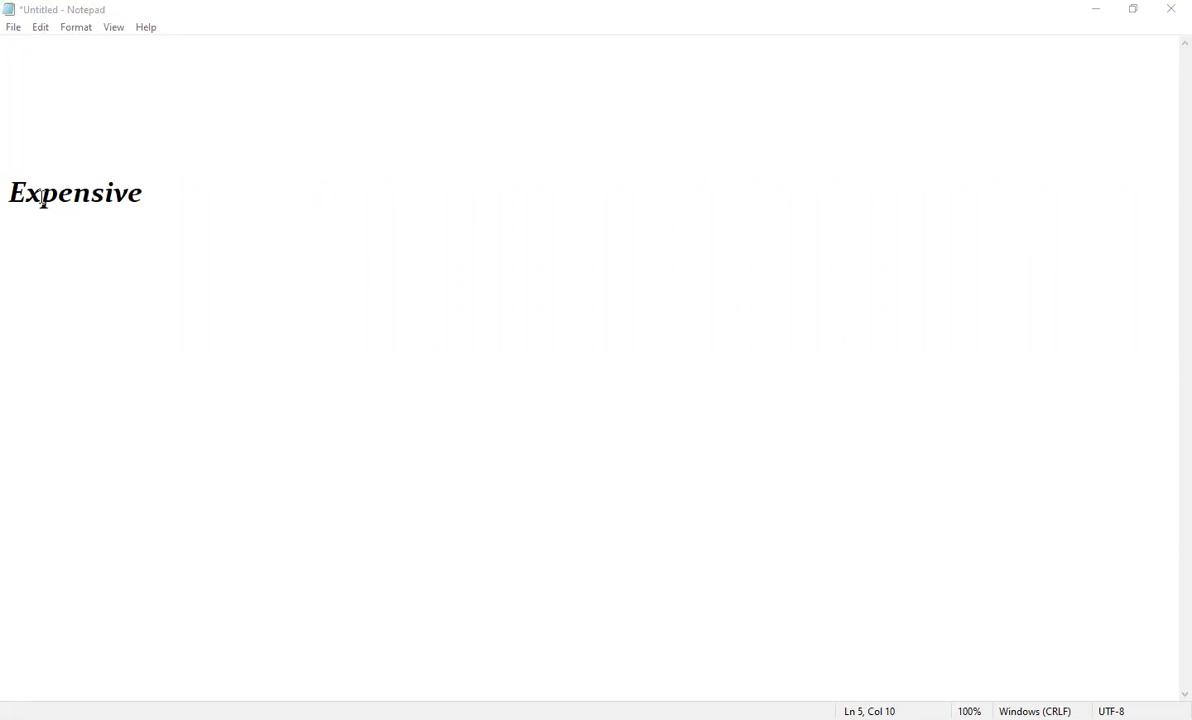 *Untitled - Notepad
File Edit Format View Help
Expensive
Ln 5, Col 10 100% Windows (CRLF) UTF-8